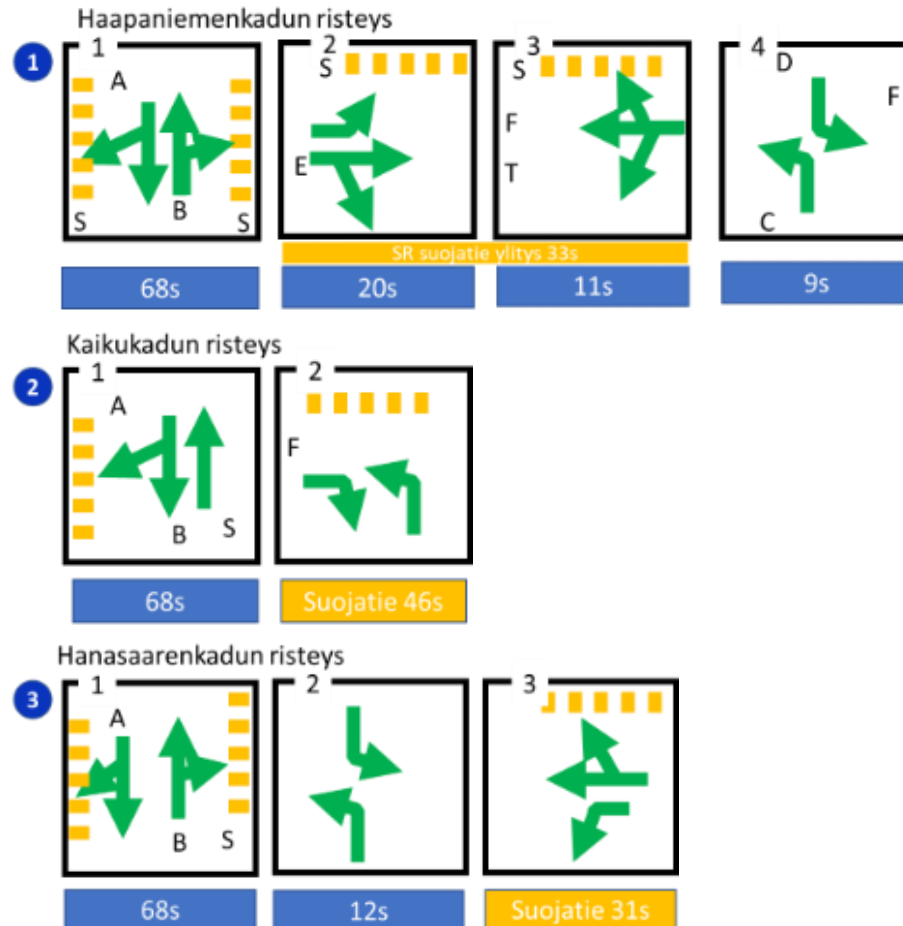 Haapaniemenkadun risteys
1
1 2 3 4
A S S D
F F
E T
S B S C
SR suojatie ylitys 33s
68s 20s 11s 9s
Kaikukadun risteys
2
1 2
A
F
B S
68s Suojatie 46s
Hanasaarenkadun risteys
3
1 2 3
A
B S
68s 12s Suojatie 31s